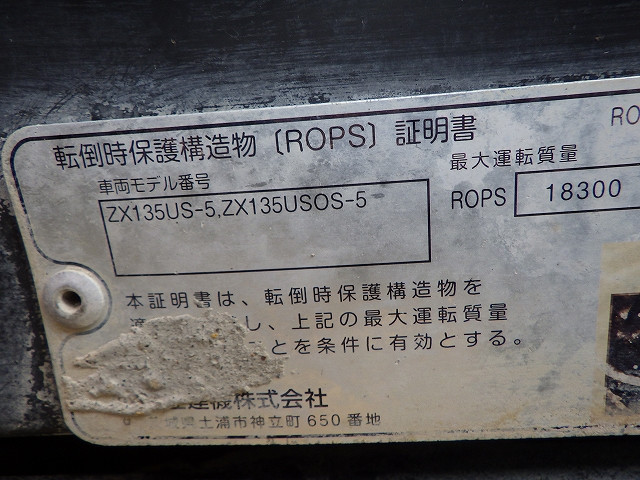 RO
転倒時保護構造物〔ROPS〕証明書
最大運転質量
車両モデル番号
ROPS 18300
ZX135US-5,ZX135USOS-5
本証明書は、転倒時保護構造物を
し、上記の最大運転質量
とを条件に有効とする。
建機株式会社
県土浦市神立町650番地